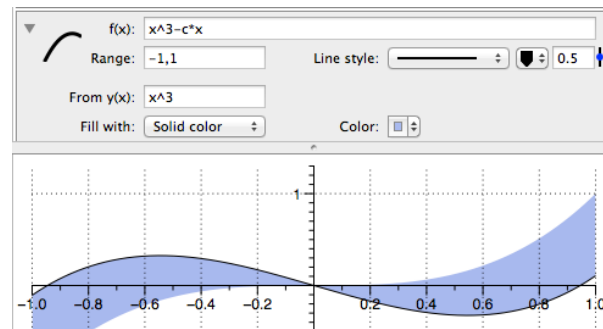 f(x): x^3-c*x
Range: -1,1 Line style: 0.5
From y(x): x^3
Fill with: Solid color Color:
1
-1.0 -0.8 -0.6 -0.4 -0.2 0.2 0.4 0.6 0.8 1.0